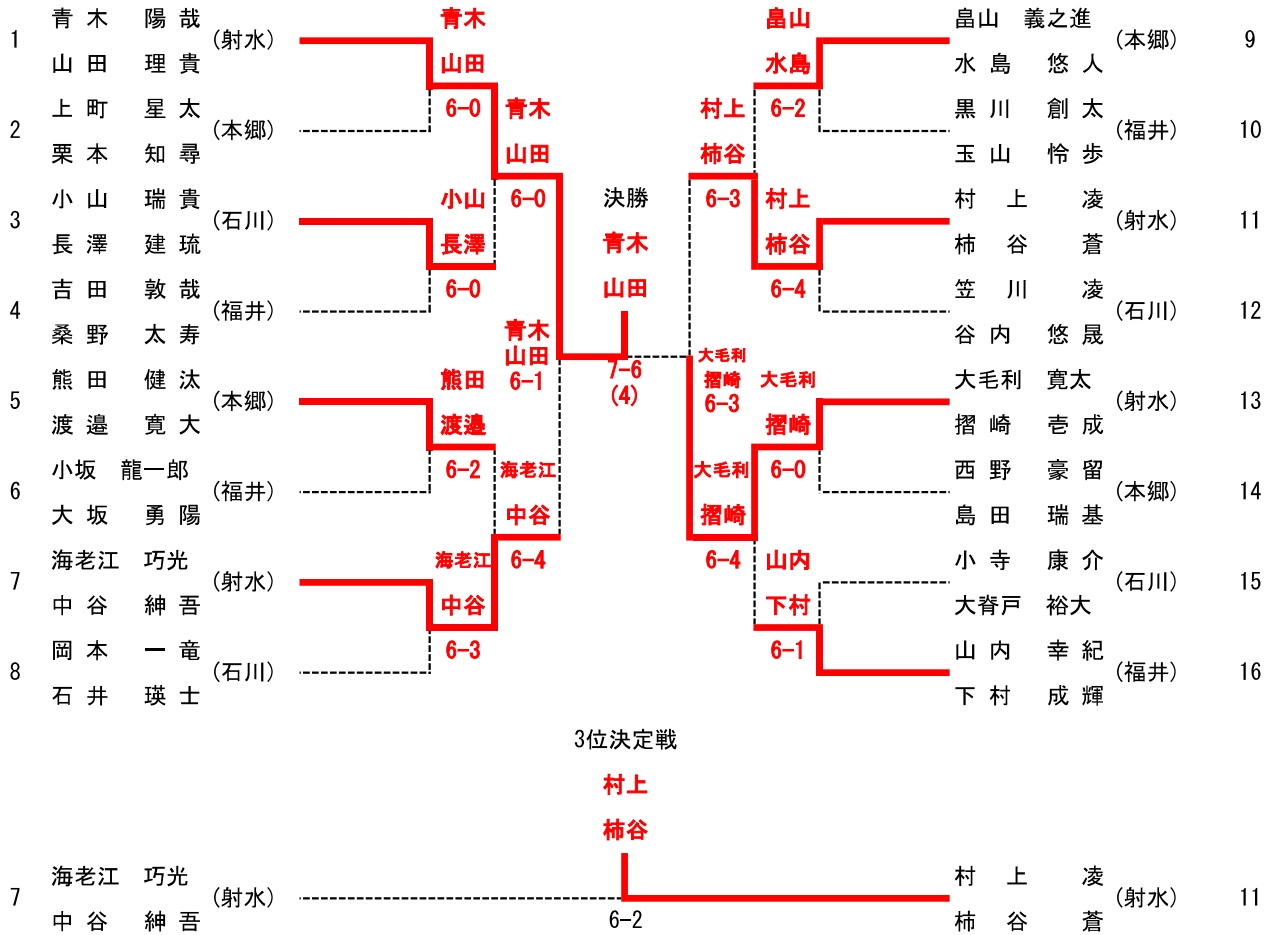 青木 陽哉 青木 畠山 畠山 義之進
1 (射水) (本郷) 9
山田 理貴 山田 水島 水島 悠人
上町 星太 6-0 青木 村上 6-2 黒川 創太
2 (本郷) (福井) 10
栗本 知尋 山田 柿谷 玉山 怜歩
小山 瑞貴 小山 6-0 決勝 6-3 村上 村上 凌
3 (石川) (射水) 11
長澤 建琉 長澤 青木 柿谷 柿谷 蒼
吉田 敦哉 6-0 山田 6-4 笠川 凌
4 (福井) (石川) 12
桑野 太寿 青木 谷内 悠晟
山田 大毛利
熊田 健汰 熊田 6-1 7-6 摺崎 大毛利 大毛利 寛太
5 (本郷) (4) 6-3 (射水) 13
渡邉 寛大 渡邉 摺崎 摺崎 壱成
小坂 龍一郎 6-2 海老江 大毛利 6-0 西野 豪留
6 (福井) (本郷) 14
大坂 勇陽 中谷 摺崎 島田 瑞基
海老江 巧光 海老江 6-4 6-4 山内 小寺 康介
7 (射水) (石川) 15
中谷 紳吾 中谷 下村 大脊戸 裕大
岡本 一竜 6-3 6-1 山内 幸紀
8 (石川) (福井) 16
石井 瑛士 下村 成輝
3位決定戦
村上
柿谷
海老江 巧光 村上 凌
7 (射水) (射水) 11
中谷 紳吾 6-2 柿谷 蒼